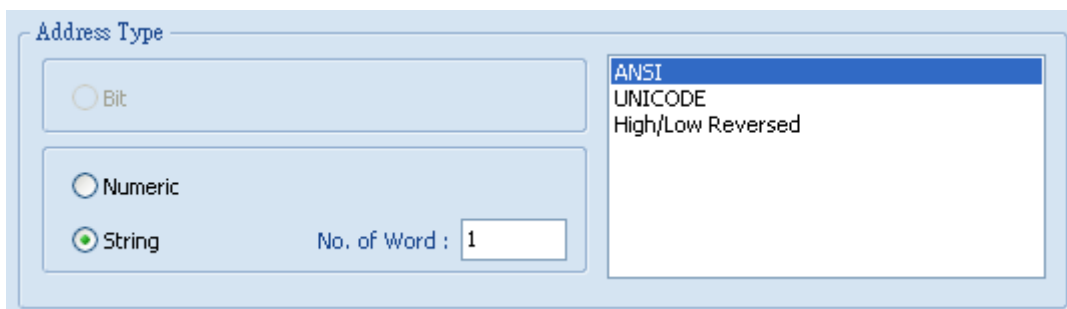 Address Type
Bit
Numeric
String No. of Word : 1
ANSI
UNICODE
High/Low Reversed